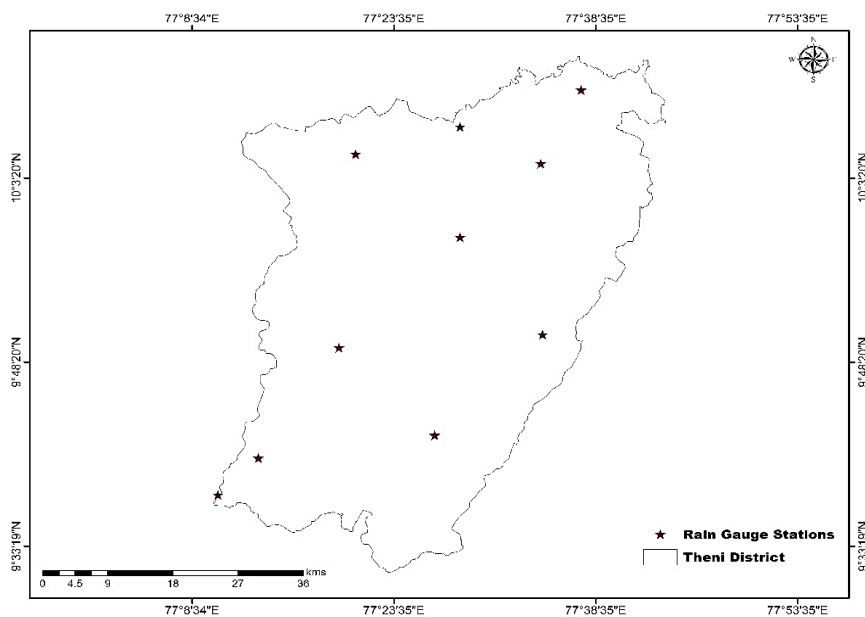 77°8'34"E 77°23'35"E 77°38'35"E 77°53'35"E
N
W E
S
10°3'20"N 10°3'20"N
9°48'20"N 9°48'20"N
9°33'19"N 9°33'19"N
Rain Gauge Stations
Theni District
kms
0 4.5 9 18 27 36
77°8'34"E 77°23'35"E 77°38'35"E 77°53'35"E